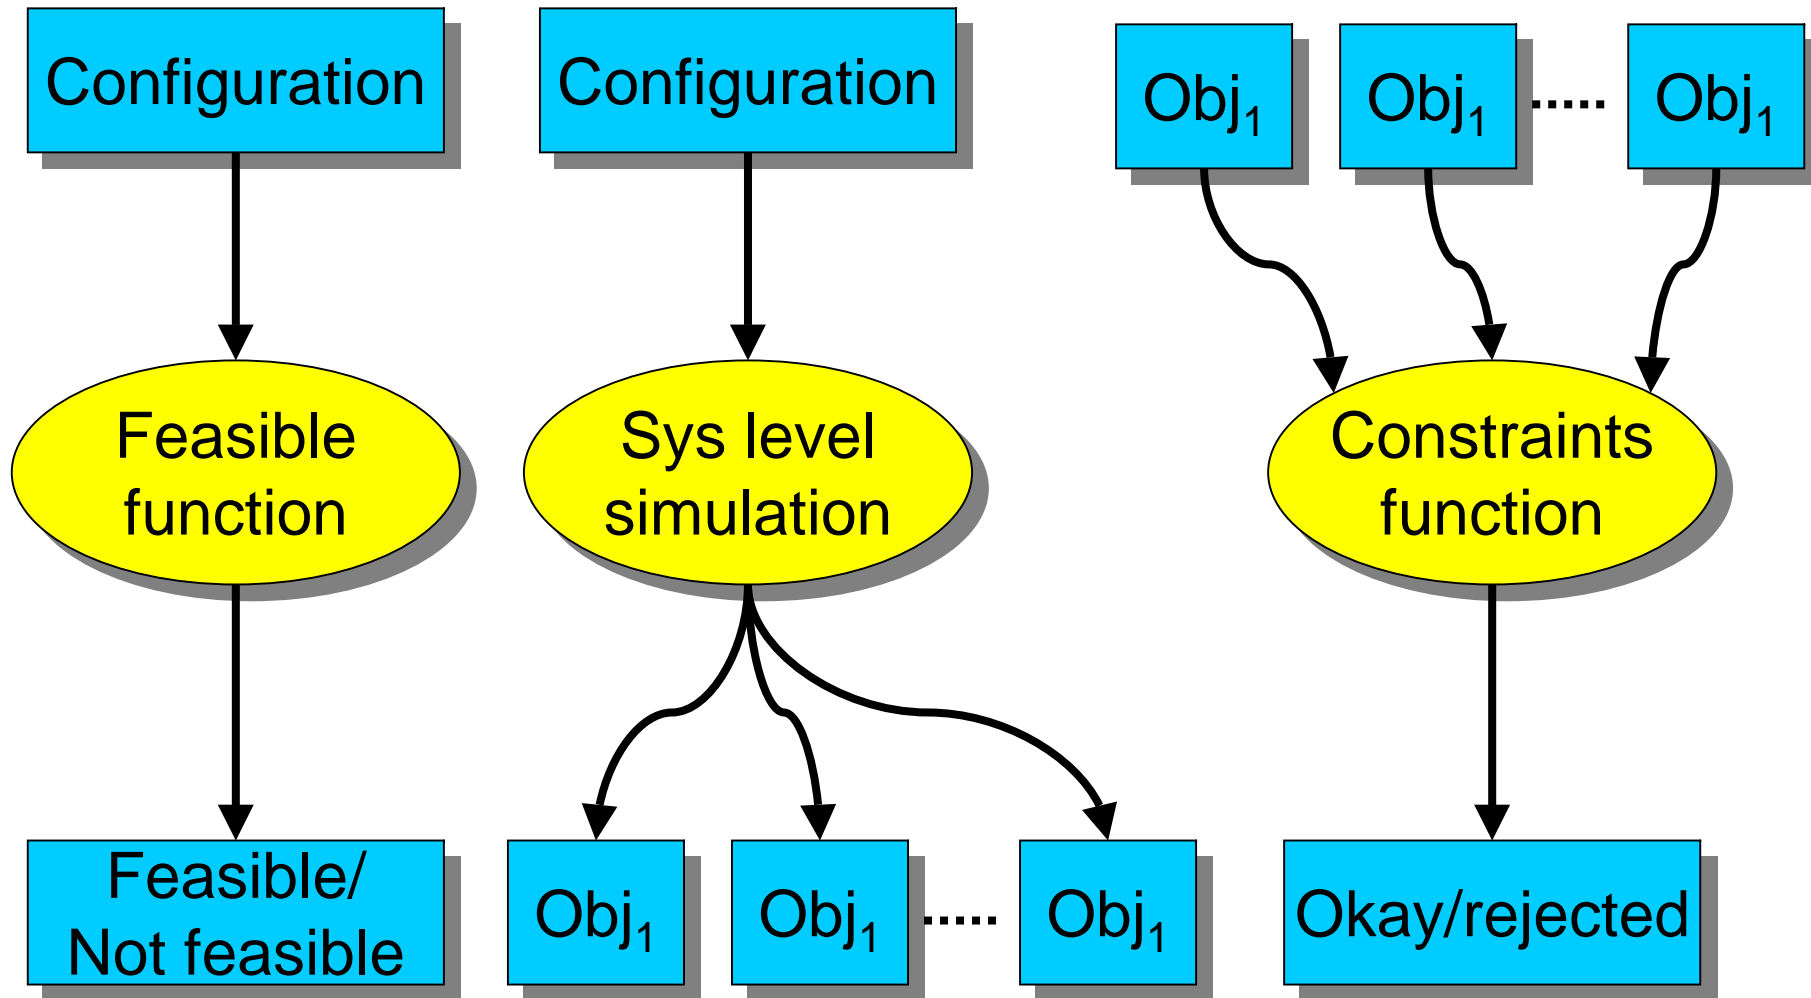 Configuration
Configuration
Obj₁
Obj₁
Obj₁
Feasible
function
Sys level
simulation
Constraints
function
Feasible/
Not feasible
Obj₁
Obj₁
Obj₁
Okay/rejected